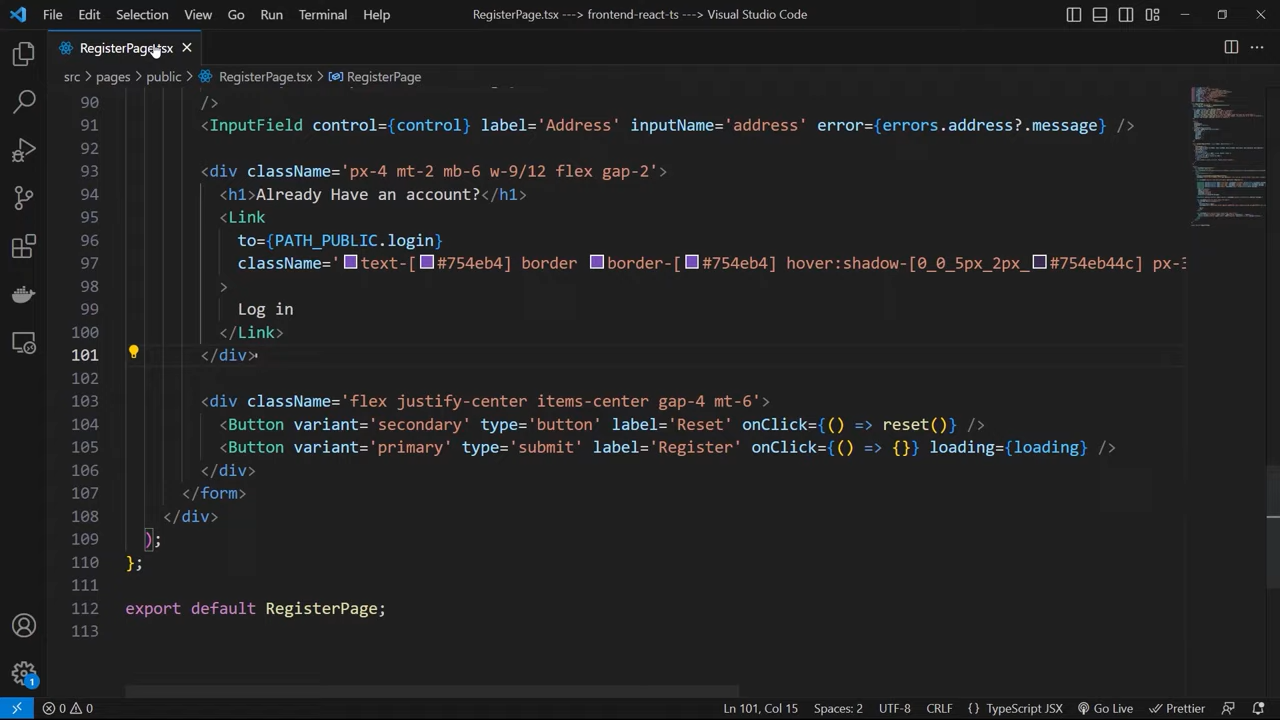 File Edit Selection View Go Run Terminal Help RegisterPage.tsx ---> frontend-react-ts ---> Visual Studio Code
RegisterPage.tsx
src > pages > public > RegisterPage.tsx > RegisterPage
90 />
91 <InputField control={control} label='Address' inputName='address' error={errors.address?.message} />
92
93 <div className='px-4 mt-2 mb-6 w-9/12 flex gap-2'>
94 <h1>Already Have an account?</h1>
95 <Link
96 to={PATH_PUBLIC.login}
97 className='text-[#754eb4] border border-[#754eb4] hover:shadow-[0_0_5px_2px_#754eb44c] px-3
98 >
99 Log in
100 </Link>
101 </div>
102
103 <div className='flex justify-center items-center gap-4 mt-6'>
104 <Button variant='secondary' type='button' label='Reset' onClick={() => reset()} />
105 <Button variant='primary' type='submit' label='Register' onClick={() => {}} loading={loading} />
106 </div>
107 </form>
108 </div>
109 );
110 };
111
112 export default RegisterPage;
113
1
0 0 Ln 101, Col 15 Spaces: 2 UTF-8 CRLF {} TypeScript JSX Go Live Prettier